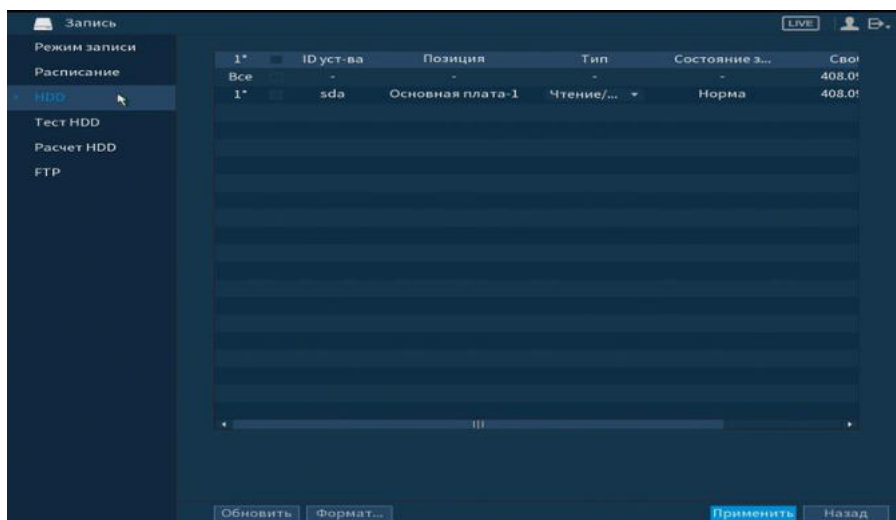 Запись LIVE
Режим записи
Расписание
HDD
Тест HDD
Расчет HDD
FTP
1* ID уст-ва Позиция Тип Состояние з... Сво
Все - - - - 408.0
1* sda Основная плата-1 Чтение/... Норма 408.0
Обновить Формат... Применить Назад